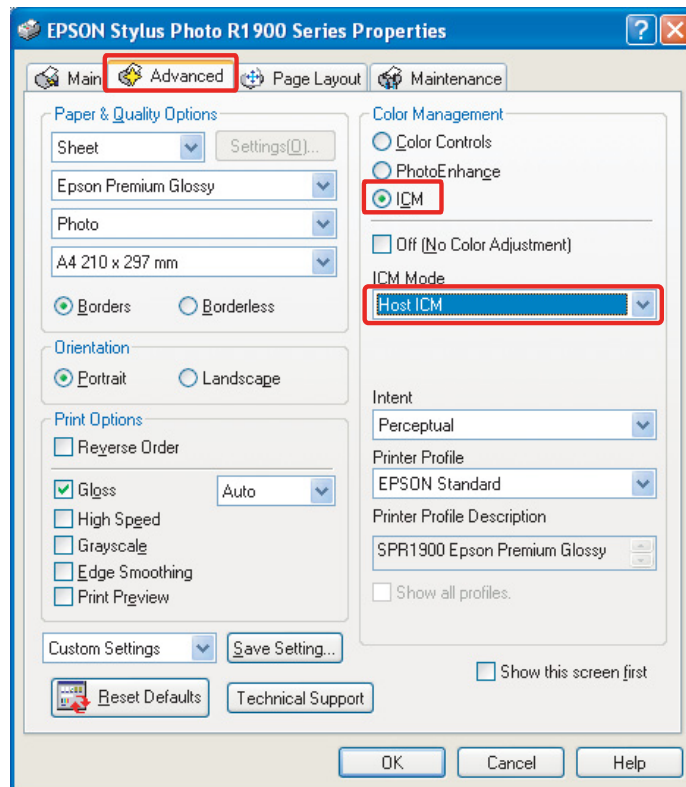 EPSON Stylus Photo R1900 Series Properties
Main
Advanced
Page Layout
Maintenance
Paper & Quality Options
Sheet
Settings(O)...
Epson Premium Glossy
Photo
A4 210 x 297 mm
Borders
Borderless
Orientation
Portrait
Landscape
Print Options
Reverse Order
Gloss
Auto
High Speed
Grayscale
Edge Smoothing
Print Preview
Custom Settings
Save Setting...
Reset Defaults
Technical Support
Color Management
Color Controls
PhotoEnhance
ICM
Off (No Color Adjustment)
ICM Mode
Host ICM
Intent
Perceptual
Printer Profile
EPSON Standard
Printer Profile Description
SPR1900 Epson Premium Glossy
Show all profiles.
Show this screen first
OK
Cancel
Help